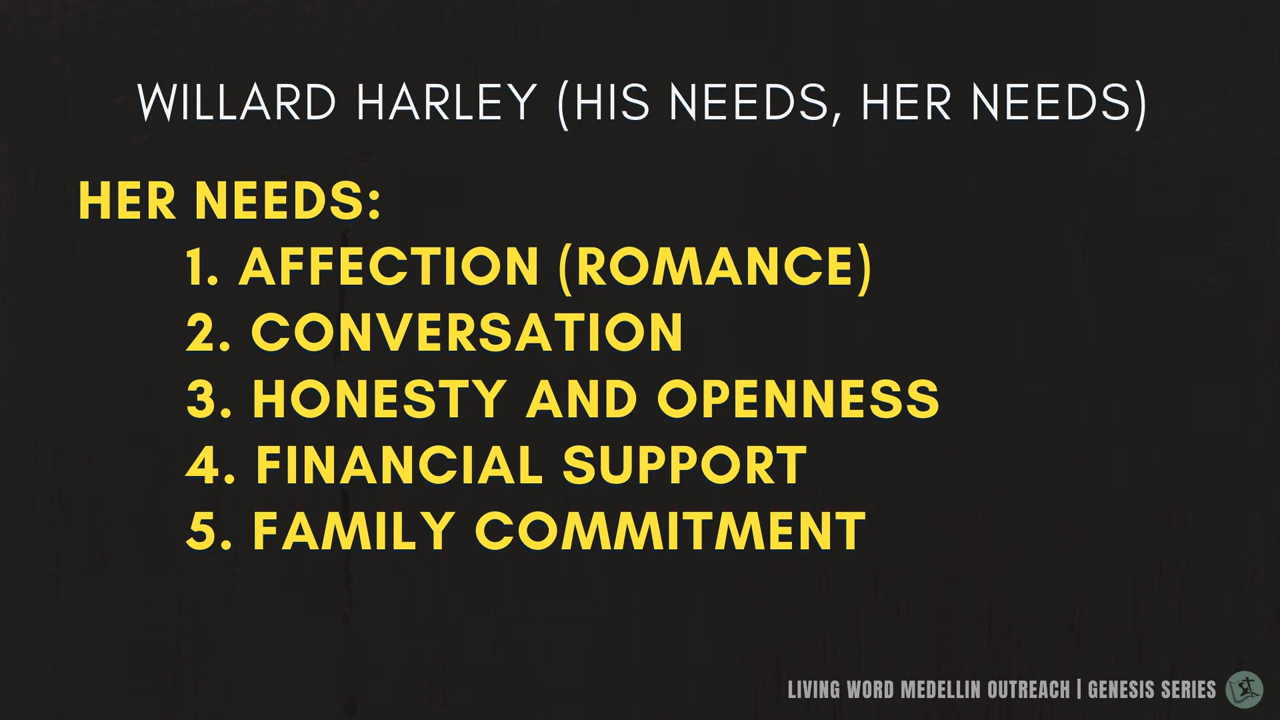 WILLARD HARLEY (HIS NEEDS, HER NEEDS)
HER NEEDS:
1. AFFECTION (ROMANCE)
2. CONVERSATION
3. HONESTY AND OPENNESS
4. FINANCIAL SUPPORT
5. FAMILY COMMITMENT
LIVING WORD MEDELLIN OUTREACH | GENESIS SERIES